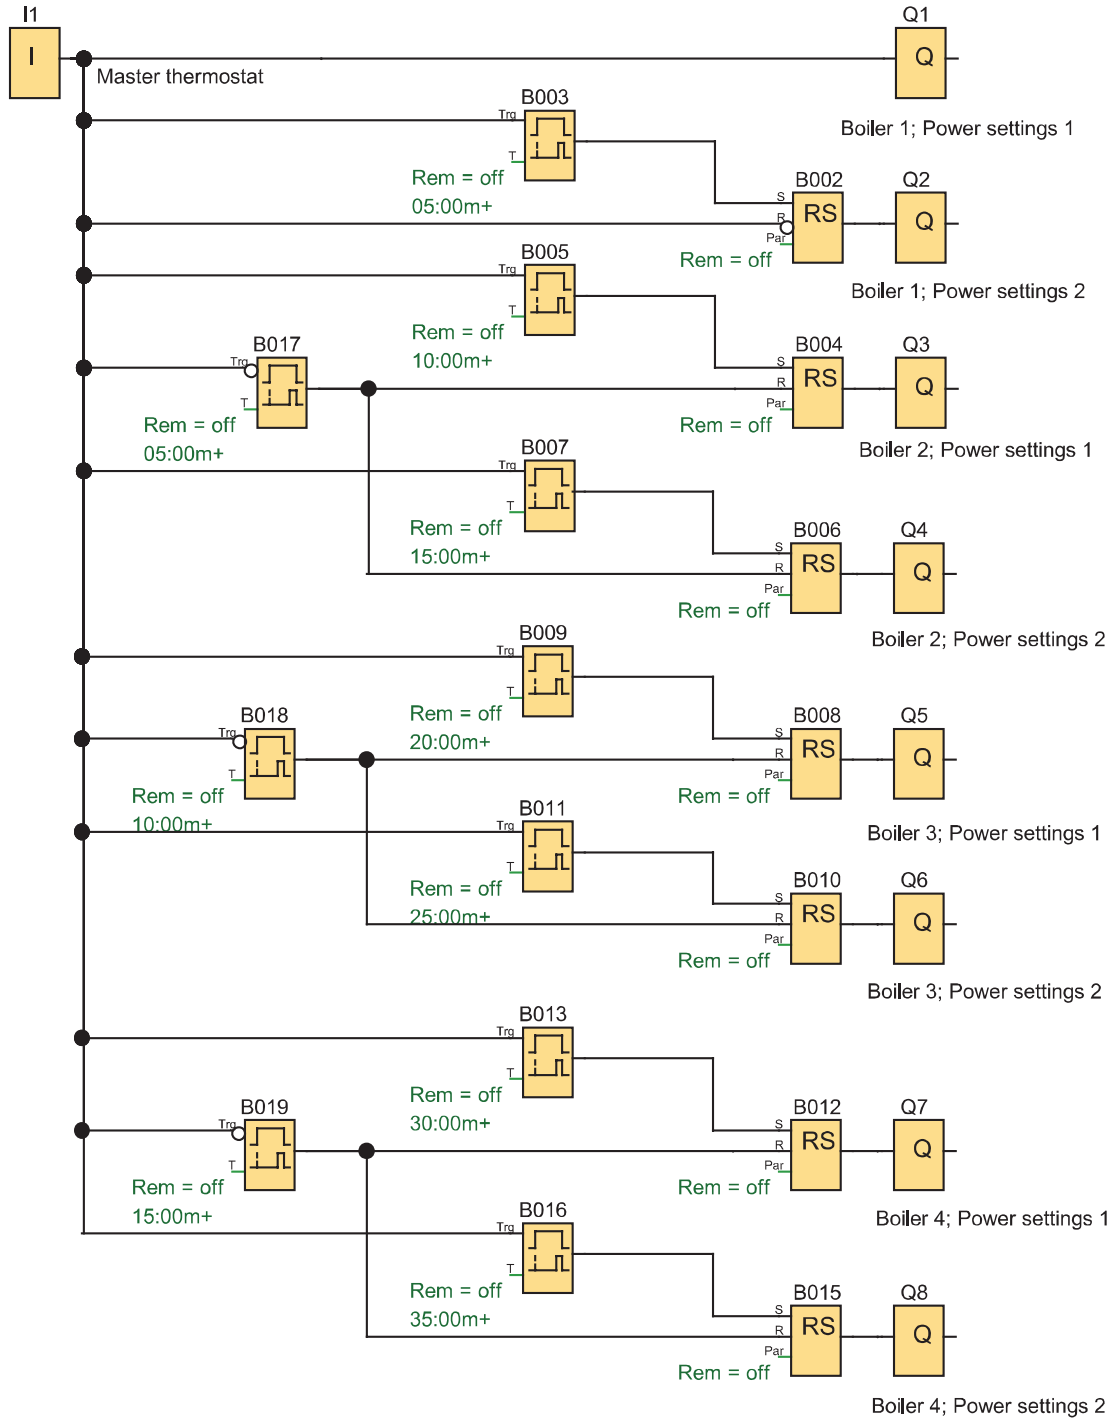 I1
I
Master thermostat
Q1
Q
Boiler 1; Power settings 1
B003
Trg
T
Rem = off
05:00m+
B002
S
R
Par
RS
Rem = off
Q2
Q
Boiler 1; Power settings 2
B005
Trg
T
Rem = off
10:00m+
B017
Trg
T
Rem = off
05:00m+
B004
S
R
Par
RS
Rem = off
Q3
Q
Boiler 2; Power settings 1
B007
Trg
T
Rem = off
15:00m+
B006
S
R
Par
RS
Rem = off
Q4
Q
Boiler 2; Power settings 2
B009
Trg
T
Rem = off
20:00m+
B018
Trg
T
Rem = off
10:00m+
B008
S
R
Par
RS
Rem = off
Q5
Q
Boiler 3; Power settings 1
B011
Trg
T
Rem = off
25:00m+
B010
S
R
Par
RS
Rem = off
Q6
Q
Boiler 3; Power settings 2
B013
Trg
T
Rem = off
30:00m+
B019
Trg
T
Rem = off
15:00m+
B012
S
R
Par
RS
Rem = off
Q7
Q
Boiler 4; Power settings 1
B016
Trg
T
Rem = off
35:00m+
B015
S
R
Par
RS
Rem = off
Q8
Q
Boiler 4; Power settings 2